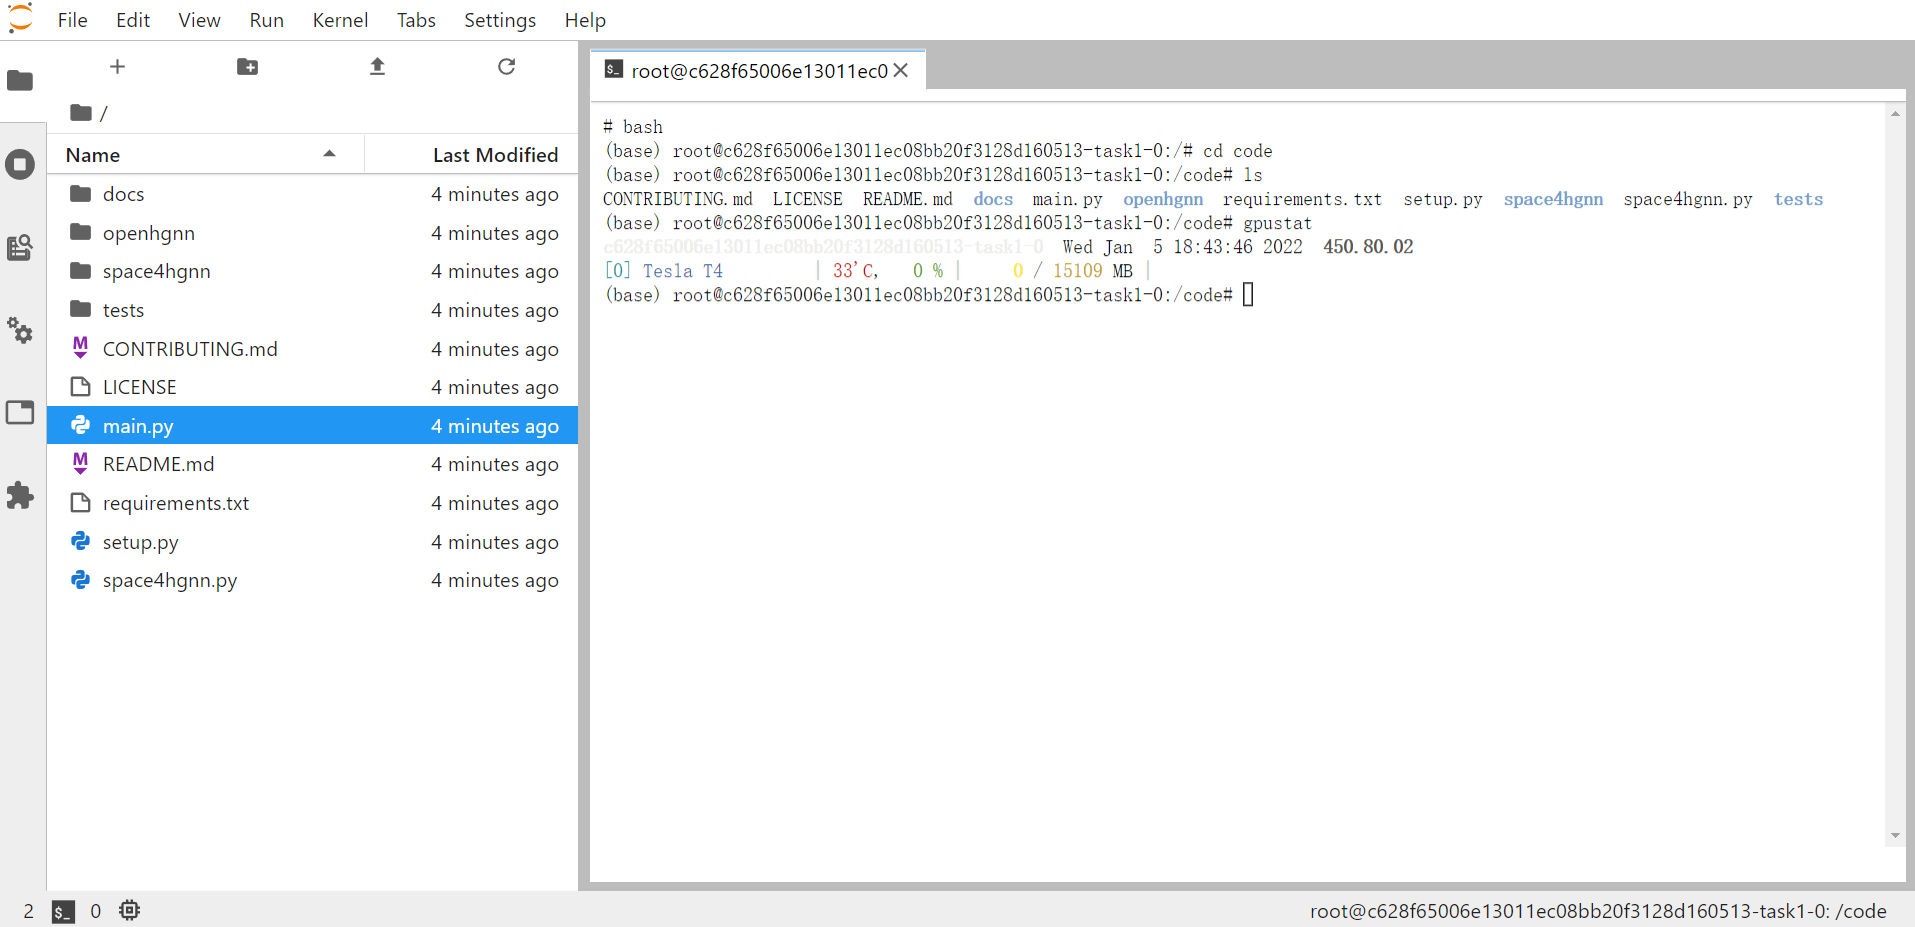 File Edit View Run Kernel Tabs Settings Help
/
Name Last Modified
docs 4 minutes ago
openhgnn 4 minutes ago
space4hgnn 4 minutes ago
tests 4 minutes ago
CONTRIBUTING.md 4 minutes ago
LICENSE 4 minutes ago
main.py 4 minutes ago
README.md 4 minutes ago
requirements.txt 4 minutes ago
setup.py 4 minutes ago
space4hgnn.py 4 minutes ago
root@c628f65006e13011ec0
# bash
(base) root@c628f65006e13011ec08bb20f3128d160513-task1-0:/# cd code
(base) root@c628f65006e13011ec08bb20f3128d160513-task1-0:/code# ls
CONTRIBUTING.md LICENSE README.md docs main.py openhgnn requirements.txt setup.py space4hgnn space4hgnn.py tests
(base) root@c628f65006e13011ec08bb20f3128d160513-task1-0:/code# gpustat
c628f65006e13011ec08bb20f3128d160513-task1-0 Wed Jan 5 18:43:46 2022 450.80.02
[0] Tesla T4 | 33'C, 0 % | 0 / 15109 MB |
(base) root@c628f65006e13011ec08bb20f3128d160513-task1-0:/code#
2 $_ 0 root@c628f65006e13011ec08bb20f3128d160513-task1-0: /code